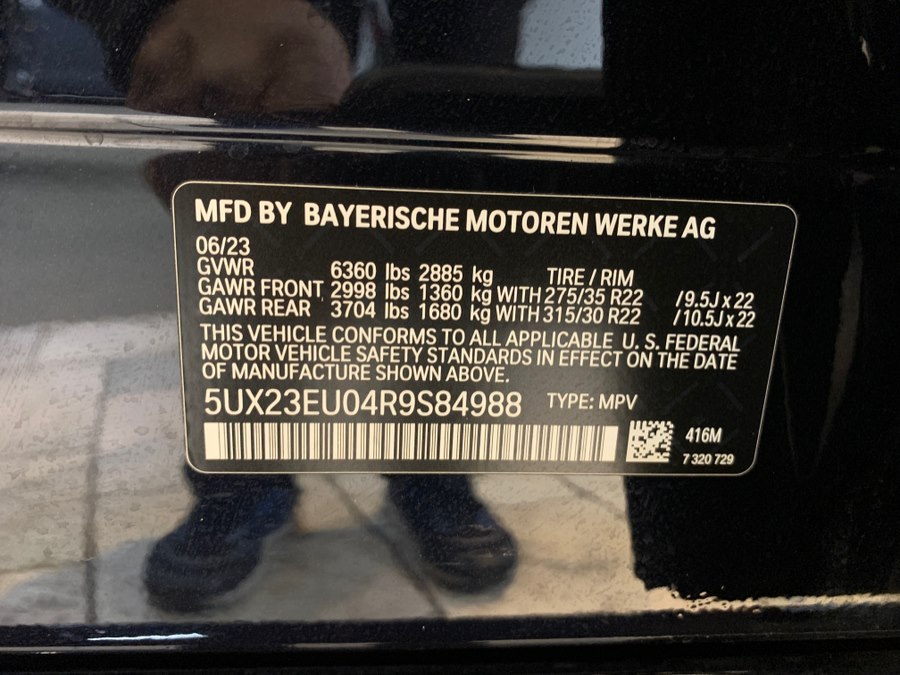 MFD BY BAYERISCHE MOTOREN WERKE AG
06/23
GVWR 6360 lbs 2885 kg TIRE / RIM
GAWR FRONT 2998 lbs 1360 kg WITH 275/35 R22 /9.5J x 22
GAWR REAR 3704 lbs 1680 kg WITH 315/30 R22 /10.5J x 22
THIS VEHICLE CONFORMS TO ALL APPLICABLE U. S. FEDERAL
MOTOR VEHICLE SAFETY STANDARDS IN EFFECT ON THE DATE
OF MANUFACTURE SHOWN ABOVE.
5UX23EU04R9S84988 TYPE: MPV
416M
7 320 729